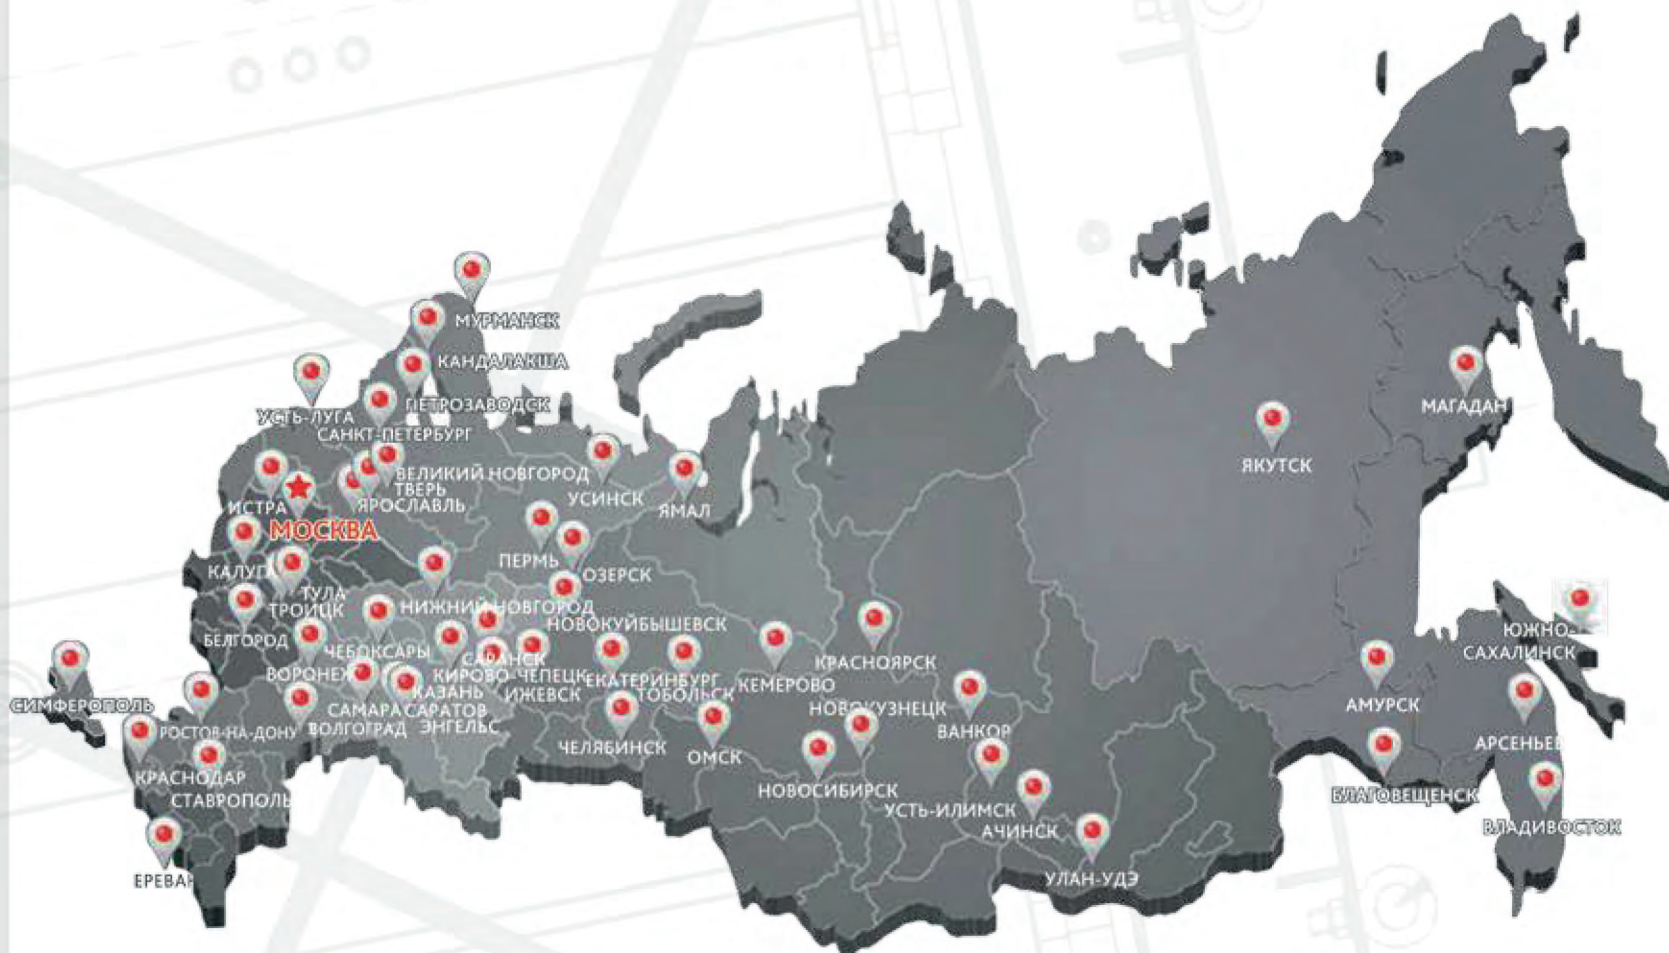 МУРМАНСК
КАНДАЛАКША
ПЕТРОЗАВОДСК
УСТЬ-ЛУГА
САНКТ-ПЕТЕРБУРГ
ВЕЛИКИЙ НОВГОРОД
ТВЕРЬ
ЯРОСЛАВЛЬ
ИСТРА
МОСКВА
УСИНСК
ЯМАЛ
МАГАДАН
ЯКУТСК
КАЛУГА
ТУЛА
ТРОИЦК
ПЕРМЬ
ОЗЕРСК
НИЖНИЙ НОВГОРОД
НОВОКУЙБЫШЕВСК
БЕЛГОРОД
ЧЕБОКСАРЫ
САРАНСК
ВОРОНЕЖ
КИРОВО-ЧЕПЕЦК
ЕКАТЕРИНБУРГ
КАЗАНЬ
ИЖЕВСК
ТОБОЛЬСК
КЕМЕРОВО
КРАСНОЯРСК
ЮЖНО-
САХАЛИНСК
СИМФЕРОПОЛЬ
САМАРА
САРАТОВ
НОВОКУЗНЕЦК
АМУРСК
РОСТОВ-НА-ДОНУ
ВОЛГОГРАД
ЭНГЕЛЬС
ВАНКОР
ЧЕЛЯБИНСК
ОМСК
АРСЕНЬЕВ
КРАСНОДАР
СТАВРОПОЛЬ
НОВОСИБИРСК
БЛАГОВЕЩЕНСК
УСТЬ-ИЛИМСК
АЧИНСК
ВЛАДИВОСТОК
ЕРЕВАН
УЛАН-УДЭ